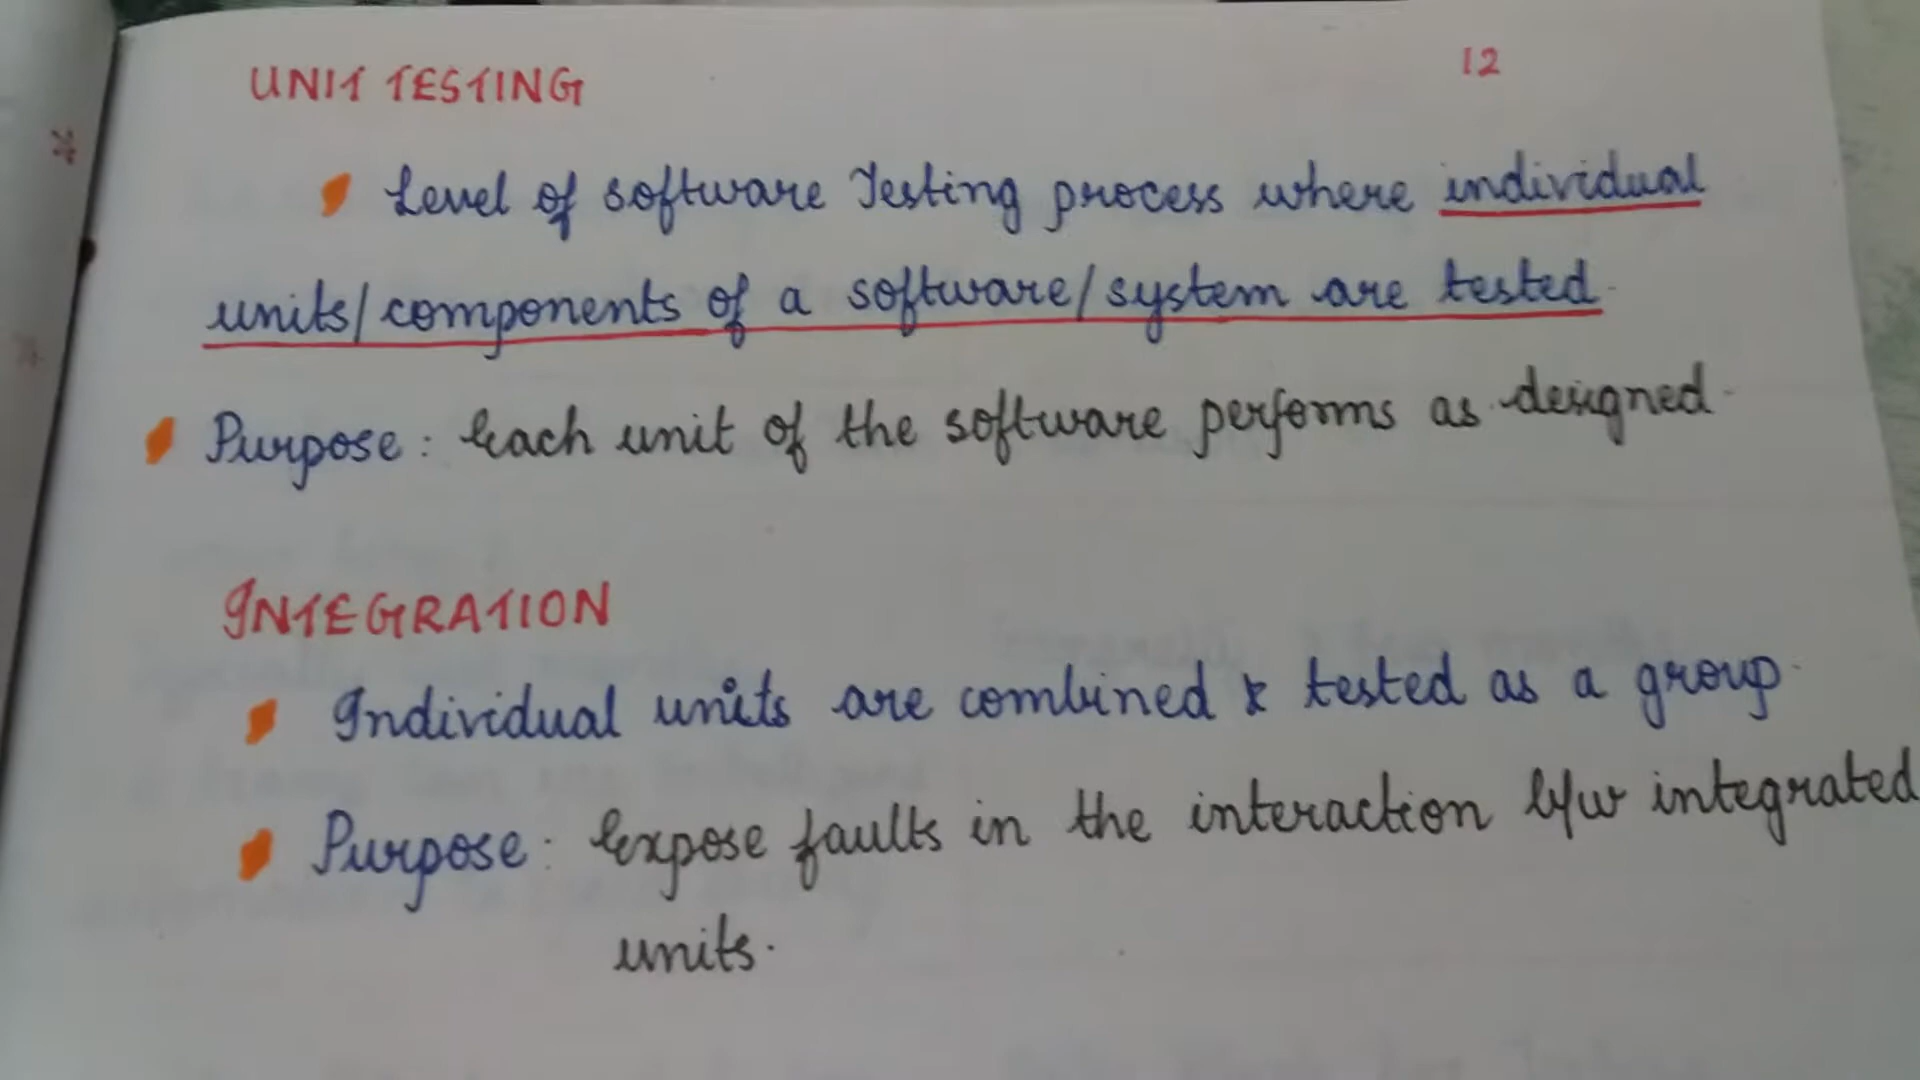 12
UNIT TESTING
Level of software Testing process where individual
units/components of a software/system are tested.
Purpose: Each unit of the software performs as designed.
INTEGRATION
Individual units are combined & tested as a group.
Purpose: Expose faults in the interaction b/w integrated
units.